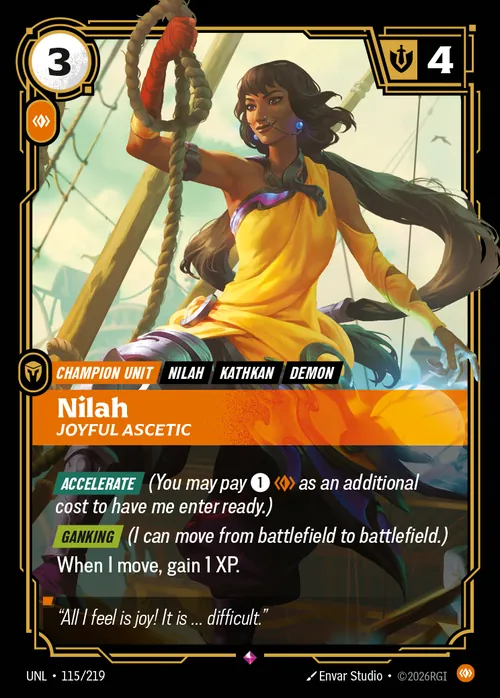 3
4
CHAMPION UNIT NILAH KATHKAN DEMON
Nilah
JOYFUL ASCETIC
ACCELERATE (You may pay 1 as an additional
cost to have me enter ready.)
GANKING (I can move from battlefield to battlefield.)
When I move, gain 1 XP.
“All I feel is joy! It is ... difficult.”
UNL • 115/219 Envar Studio • ©2026RGI